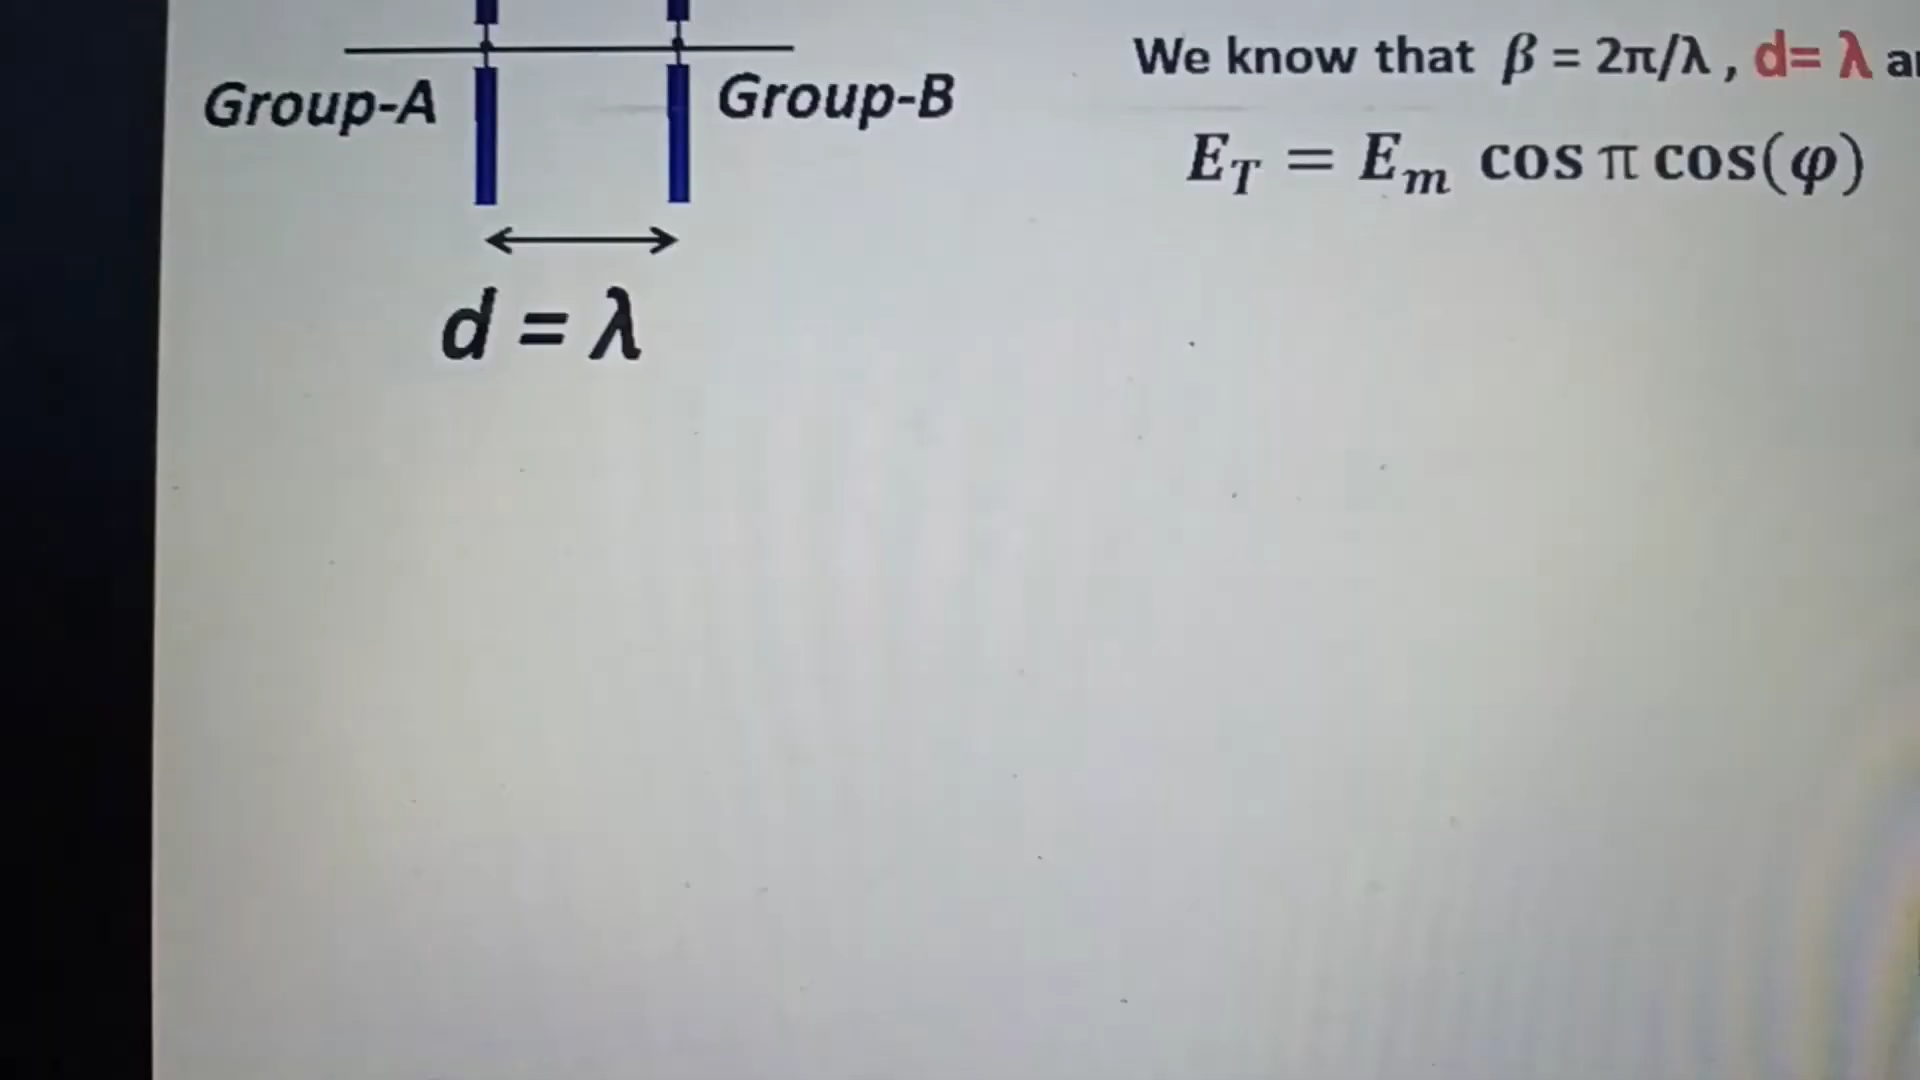 We know that β = 2π/λ , d= λ
Group-A
Group-B
E_T = E_m cos π cos(φ)
d = λ